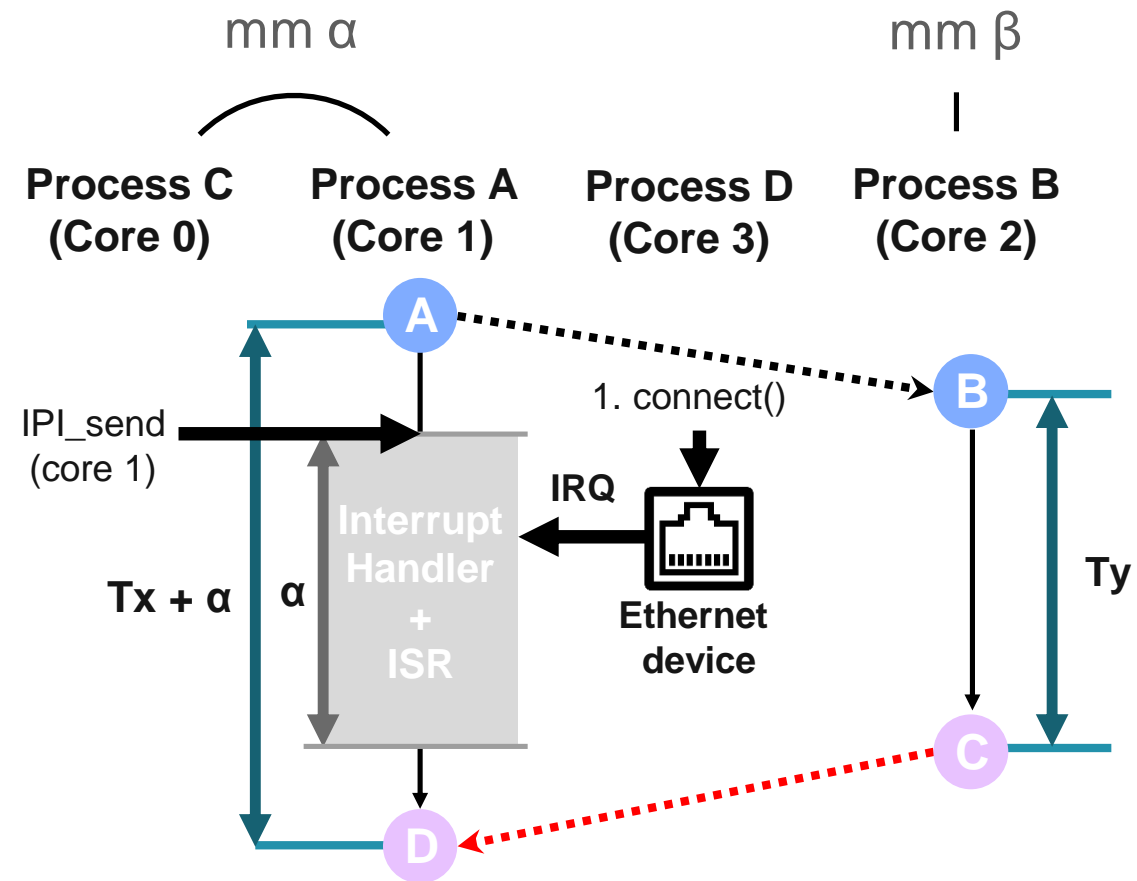 mm α
mm β
Process C
(Core 0)
Process A
(Core 1)
Process D
(Core 3)
Process B
(Core 2)
A
B
1. connect()
IPI_send
(core 1)
IRQ
Interrupt
Handler
+
ISR
Tx + α
α
Ty
Ethernet
device
C
D